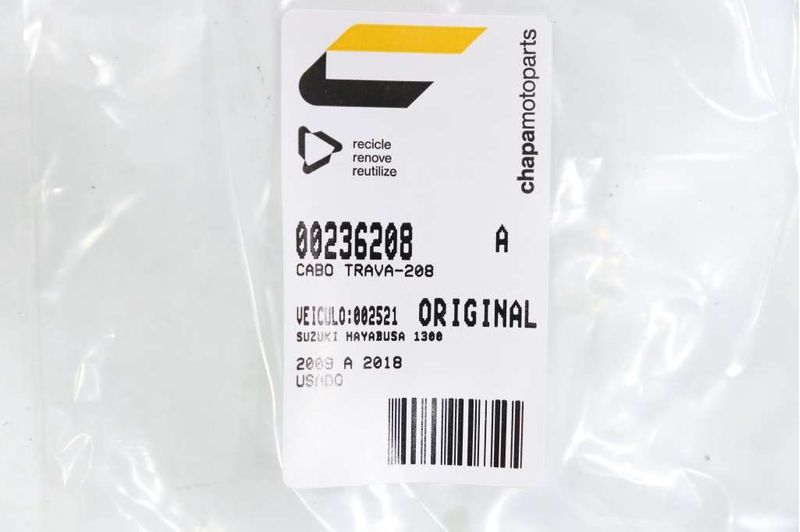 chapamotoparts
recicle
renove
reutilize
00236208 A
CABO TRAVA-208
VEICULO:002521 ORIGINAL
SUZUKI HAYABUSA 1300
2009 A 2018
USADO